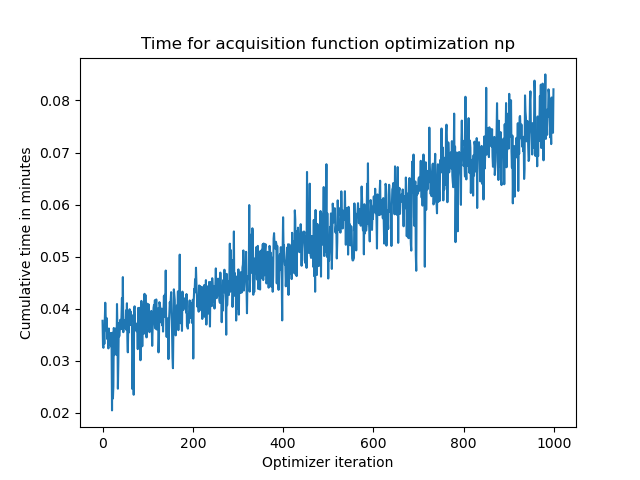 Time for acquisition function optimization np
Cumulative time in minutes
0.08
0.07
0.06
0.05
0.04
0.03
0.02
0 200 400 600 800 1000
Optimizer iteration